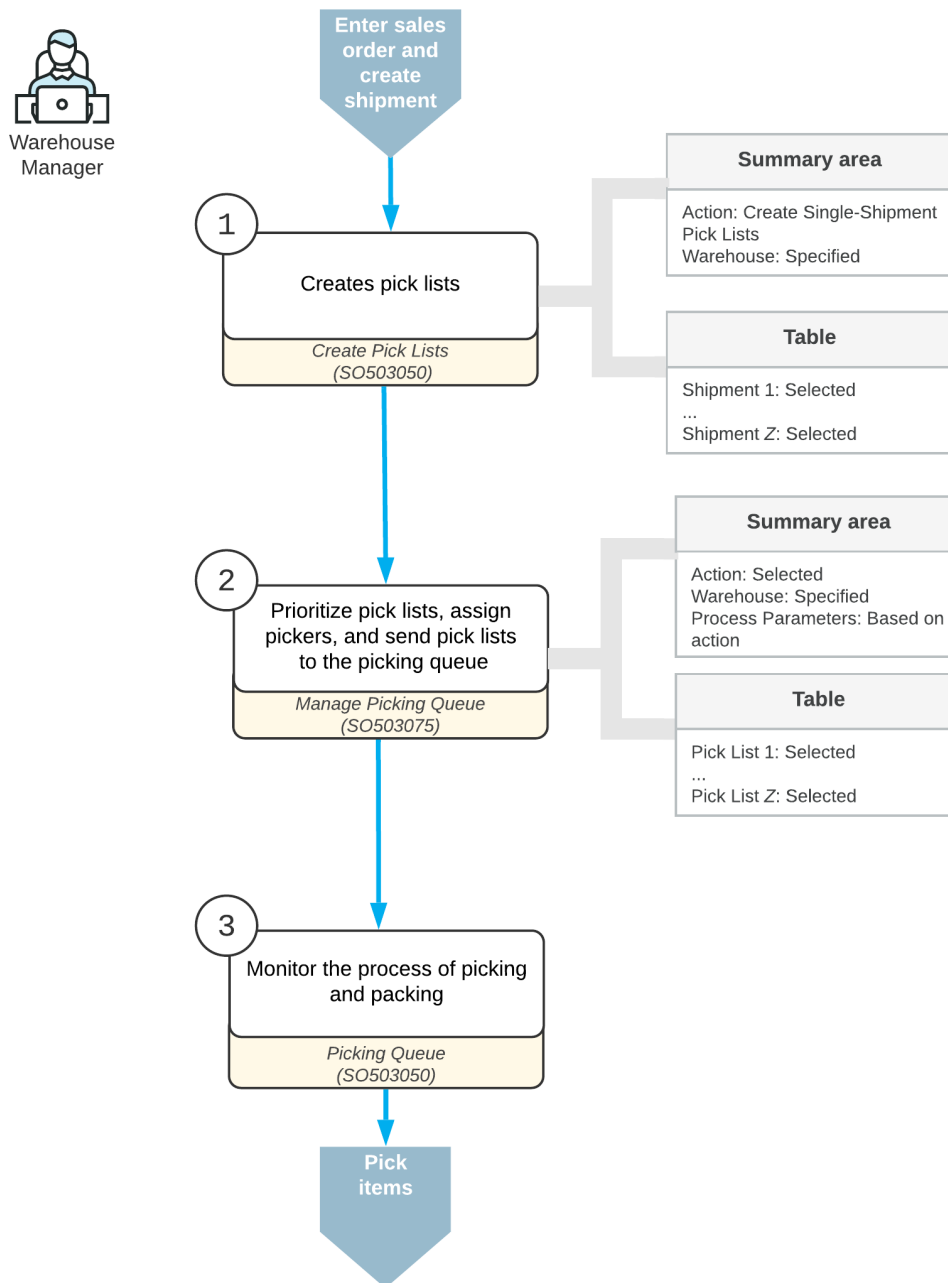 Enter sales
order and
create
shipment
Warehouse
Manager
1
Creates pick lists
Create Pick Lists
(SO503050)
Summary area
Action: Create Single-Shipment
Pick Lists
Warehouse: Specified
Table
Shipment 1: Selected
...
Shipment Z: Selected
2
Prioritize pick lists, assign
pickers, and send pick lists
to the picking queue
Manage Picking Queue
(SO503075)
Summary area
Action: Selected
Warehouse: Specified
Process Parameters: Based on
action
Table
Pick List 1: Selected
...
Pick List Z: Selected
3
Monitor the process of picking
and packing
Picking Queue
(SO503050)
Pick
items